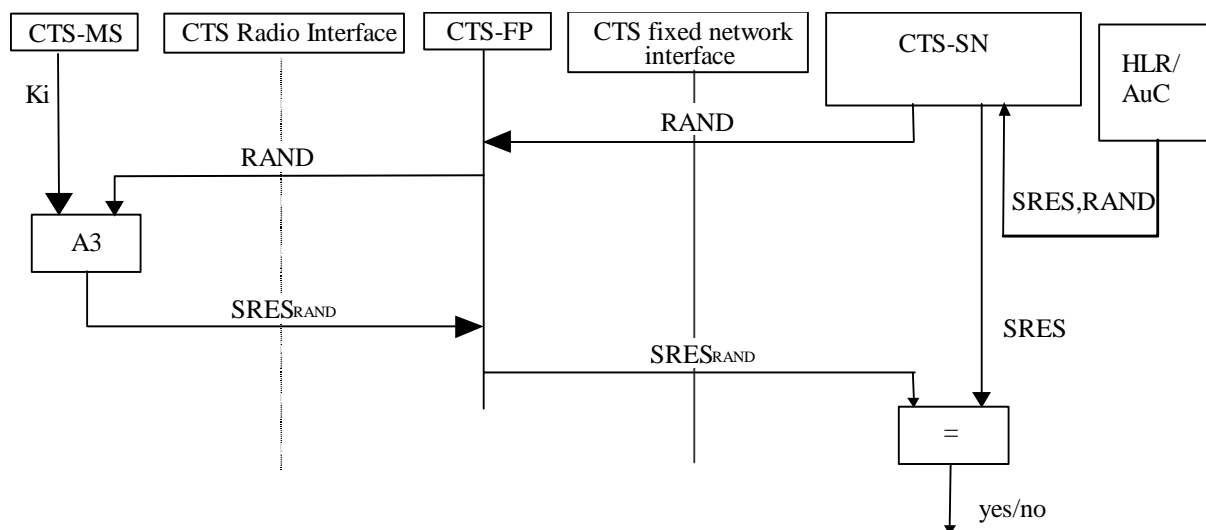 CTS-MS
CTS Radio Interface
CTS-FP
CTS fixed network
interface
CTS-SN
HLR/
AuC
Ki
RAND
RAND
SRES,RAND
A3
SRESRAND
SRES
SRESRAND
=
yes/no